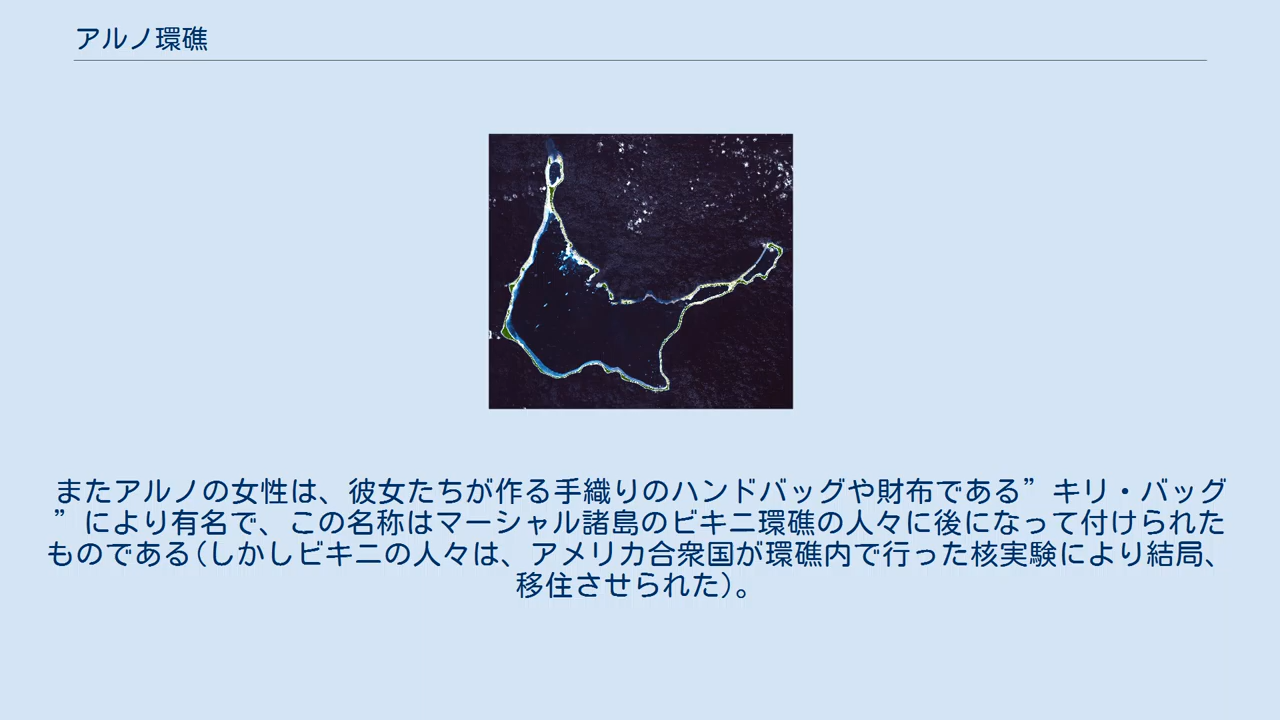 アルノ環礁
またアルノの女性は、彼女たちが作る手織りのハンドバッグや財布である”キリ・バッグ
”により有名で、この名称はマーシャル諸島のビキニ環礁の人々に後になって付けられた
ものである(しかしビキニの人々は、アメリカ合衆国が環礁内で行った核実験により結局、
移住させられた)。